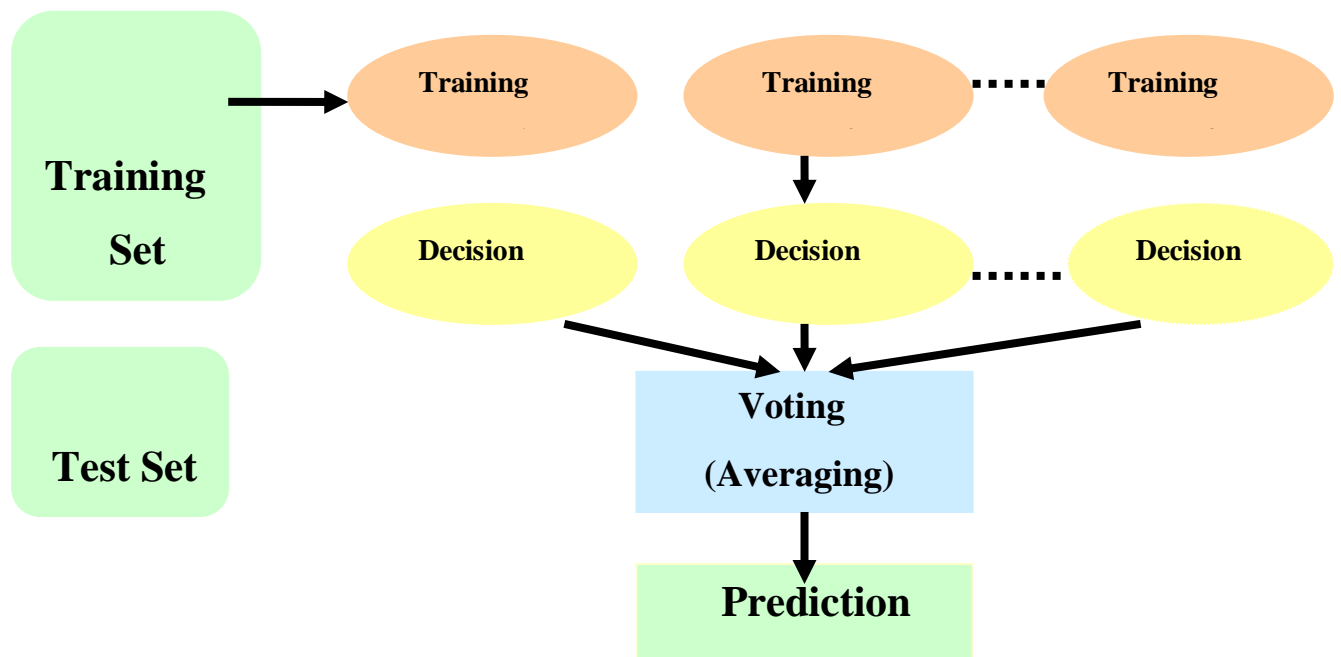 Training
Training
Training
Training
Set
Decision
Decision
Decision
Test Set
Voting
(Averaging)
Prediction